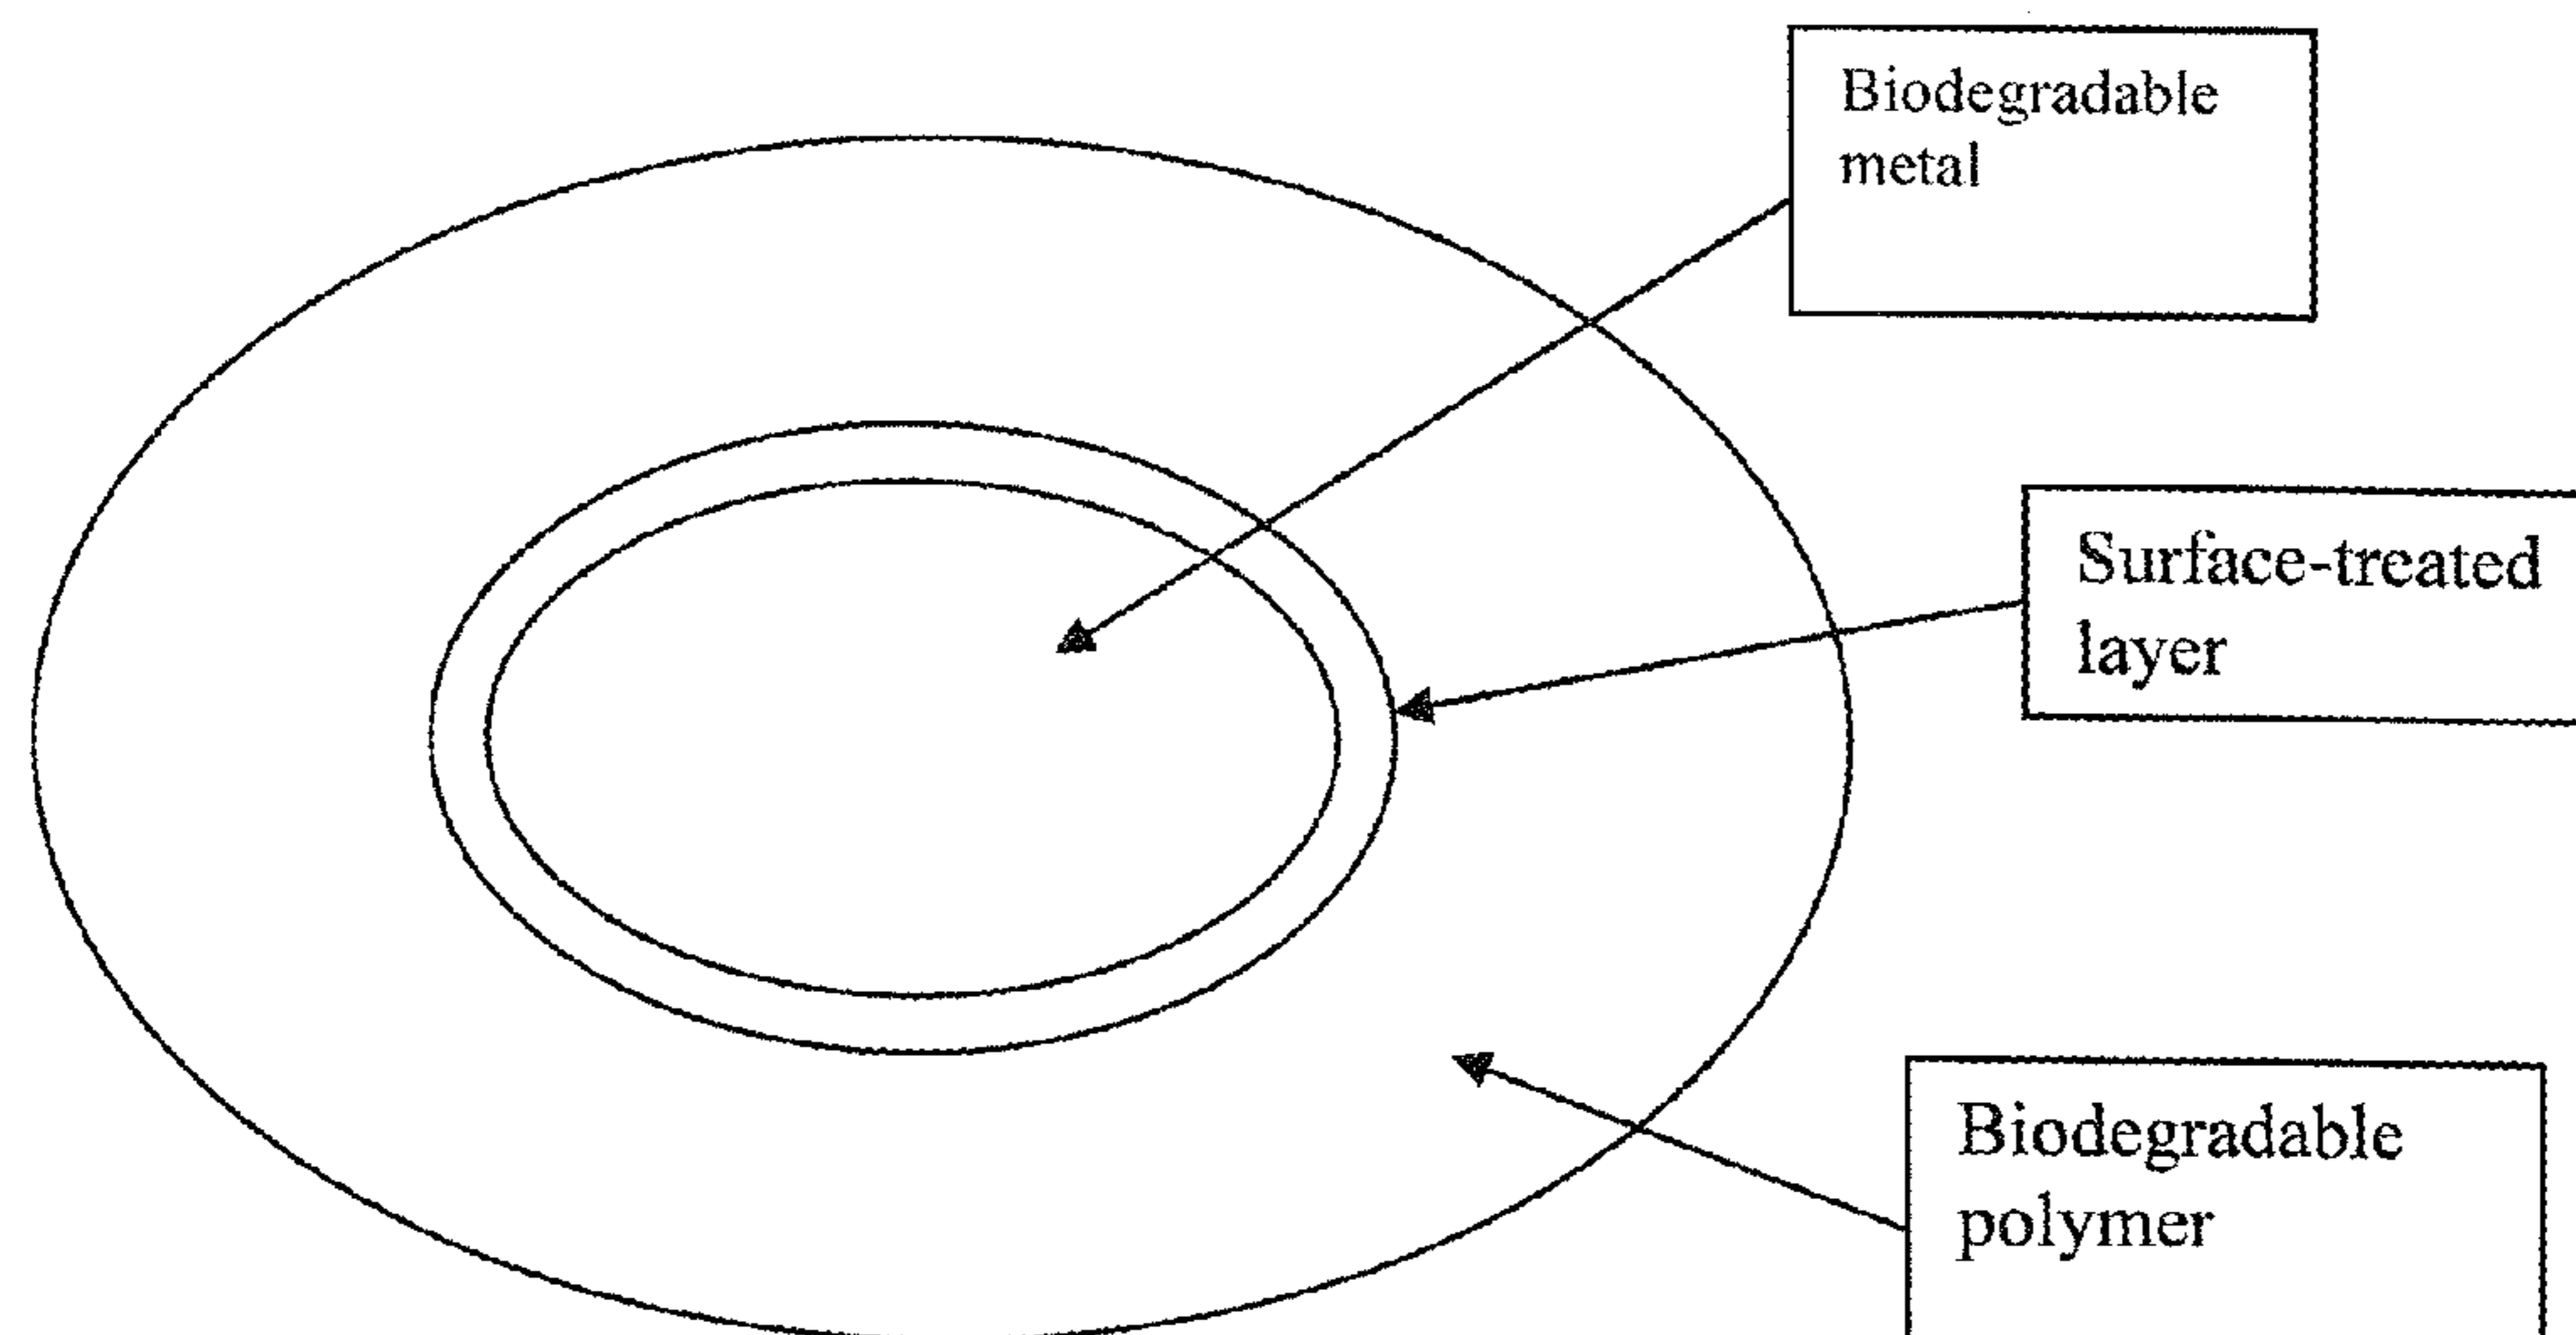 Biodegradable
metal
Surface-treated
layer
Biodegradable
polymer